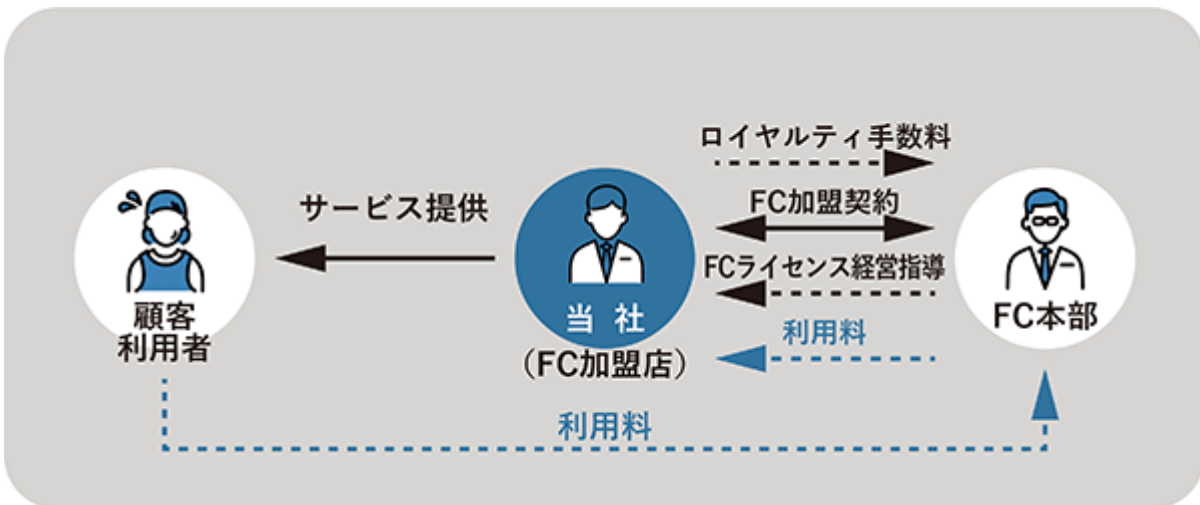 ロイヤルティ手数料
サービス提供
FC加盟契約
FCライセンス経営指導
顧客
利用者
当社
（FC加盟店）
FC本部
利用料
利用料